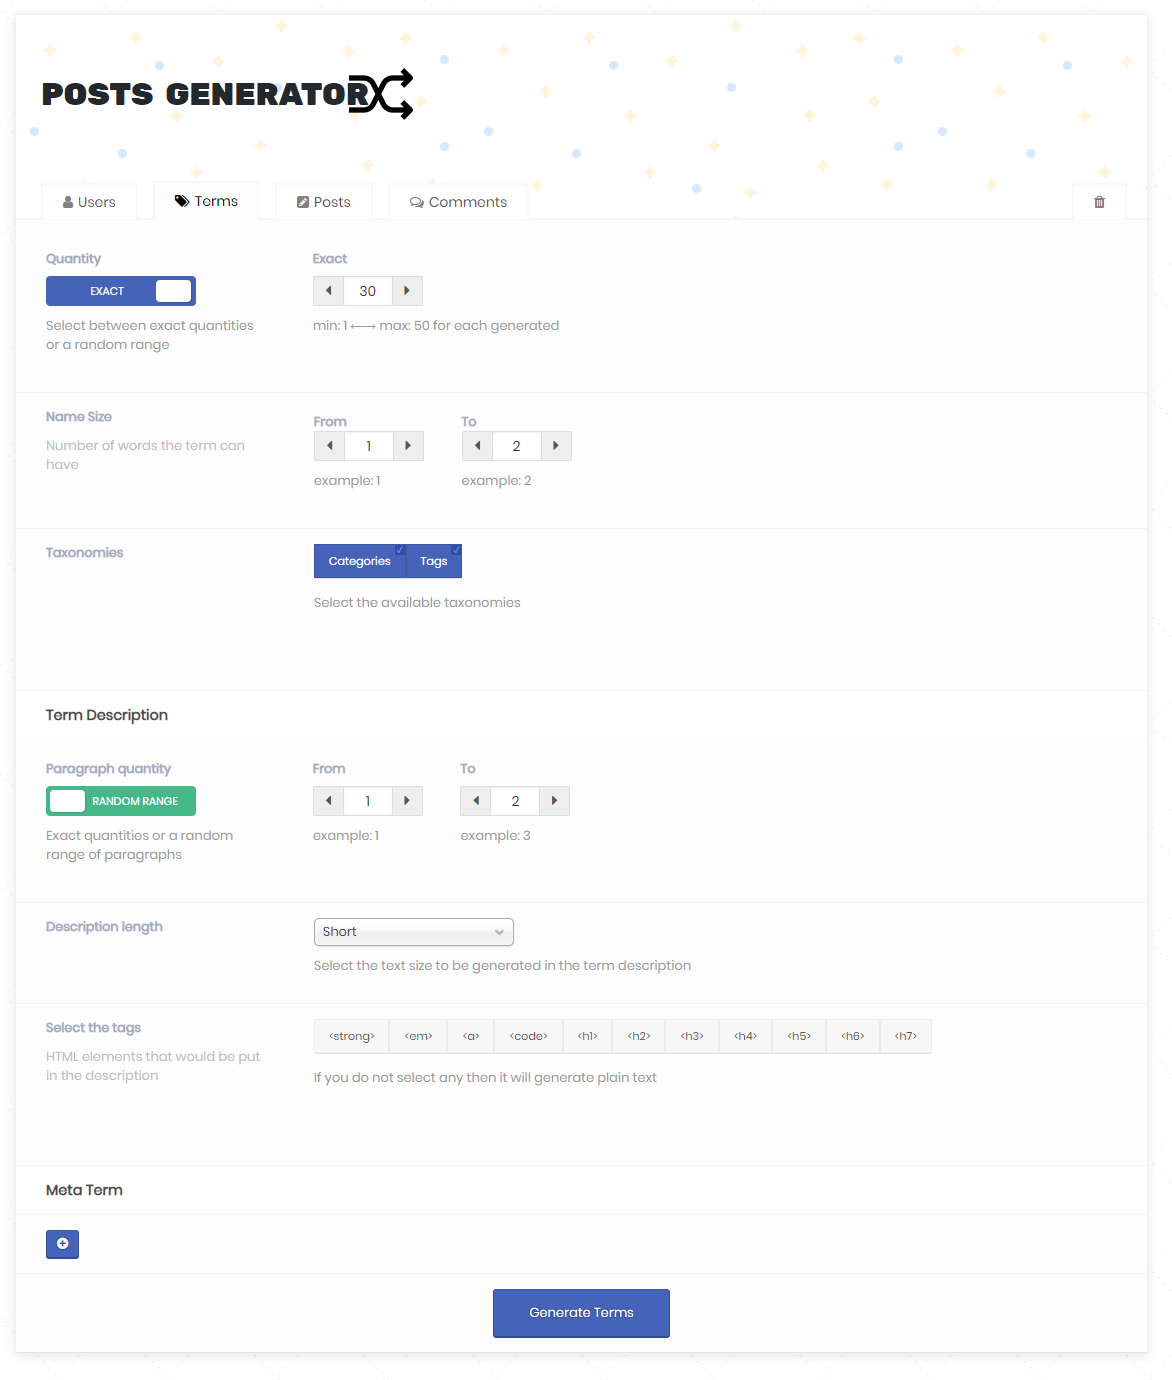 POSTS GENERATOR
Users
Terms
Posts
Comments
Quantity
Exact
EXACT
30
Select between exact quantities
or a random range
min: 1 ←→ max: 50 for each generated
Name Size
Number of words the term can
have
From
To
1
2
example: 1
example: 2
Taxonomies
Categories
Tags
Select the available taxonomies
Term Description
Paragraph quantity
From
To
RANDOM RANGE
1
2
Exact quantities or a random
range of paragraphs
example: 1
example: 3
Description length
Short
Select the text size to be generated in the term description
Select the tags
HTML elements that would be put
in the description
<strong> <em> <a> <code> <h1> <h2> <h3> <h4> <h5> <h6> <h7>
If you do not select any then it will generate plain text
Meta Term
Generate Terms